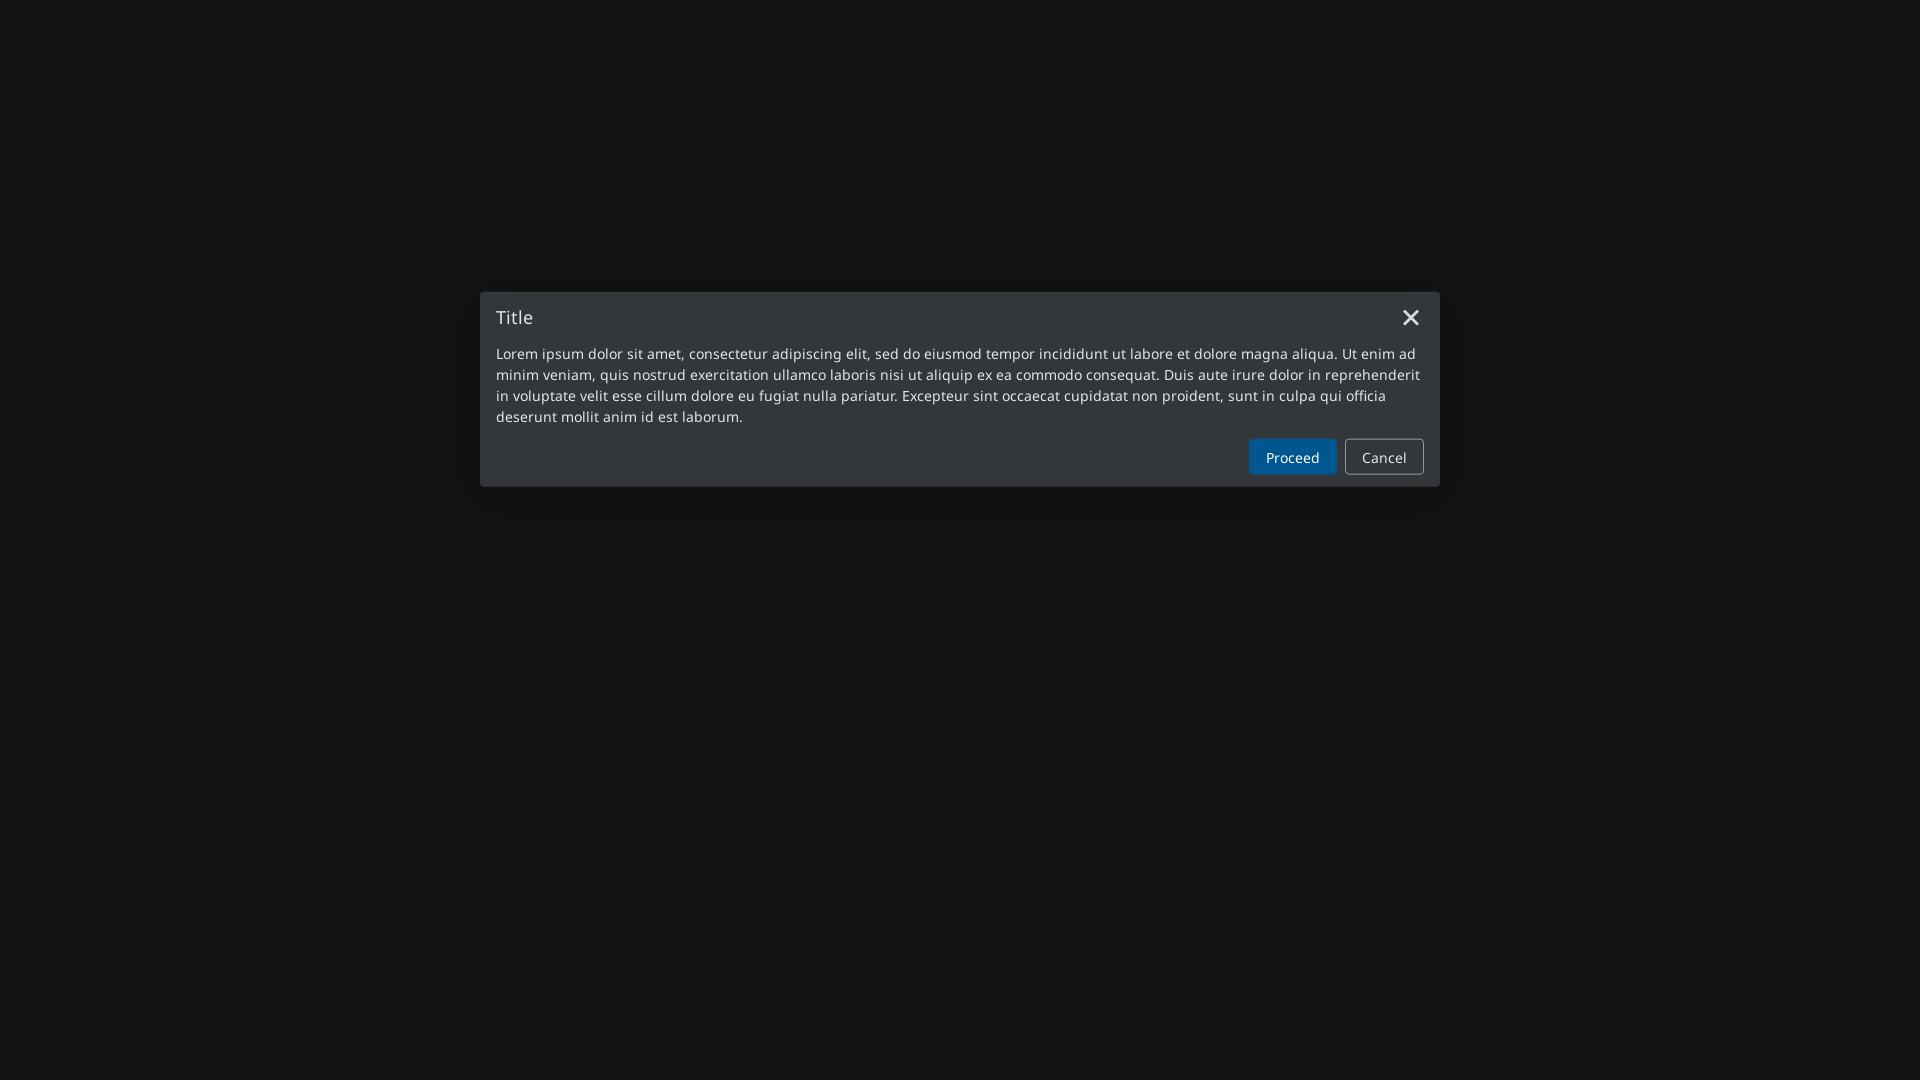 Title
Lorem ipsum dolor sit amet, consectetur adipiscing elit, sed do eiusmod tempor incididunt ut labore et dolore magna aliqua. Ut enim ad
minim veniam, quis nostrud exercitation ullamco laboris nisi ut aliquip ex ea commodo consequat. Duis aute irure dolor in reprehenderit
in voluptate velit esse cillum dolore eu fugiat nulla pariatur. Excepteur sint occaecat cupidatat non proident, sunt in culpa qui officia
deserunt mollit anim id est laborum.
Proceed Cancel